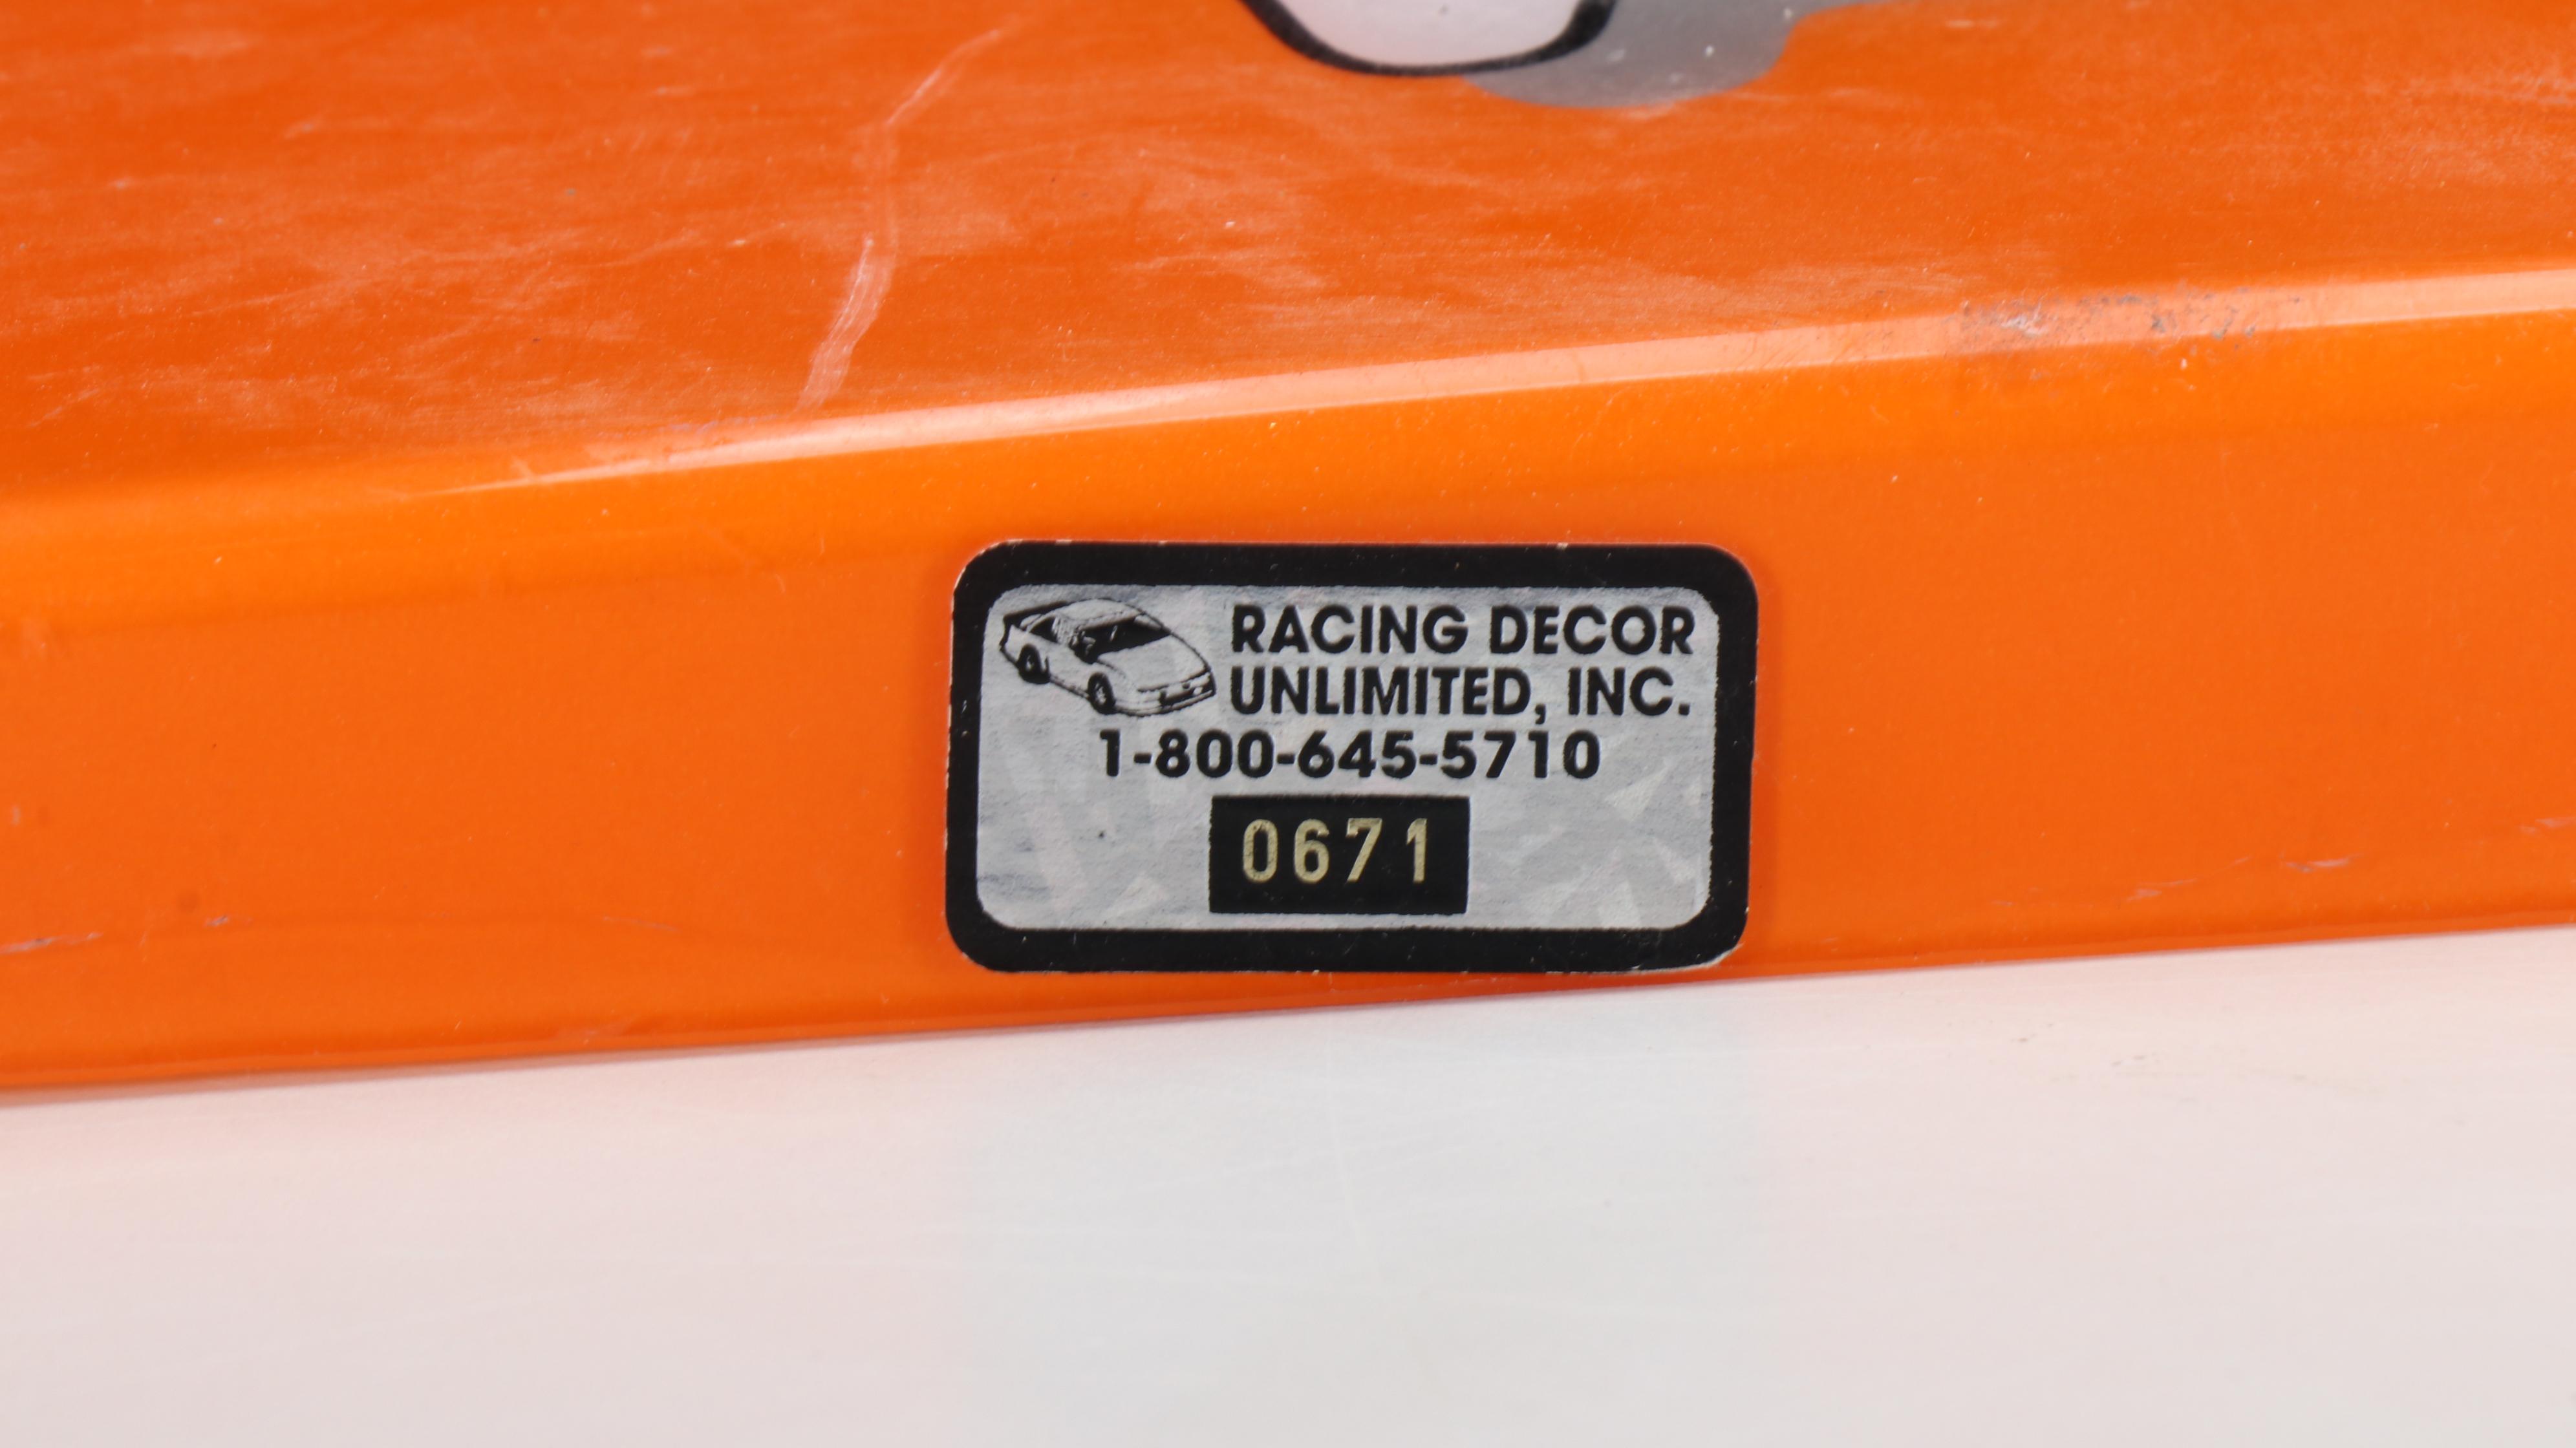 RACING DECOR
UNLIMITED, INC.
1-800-645-5710
0671